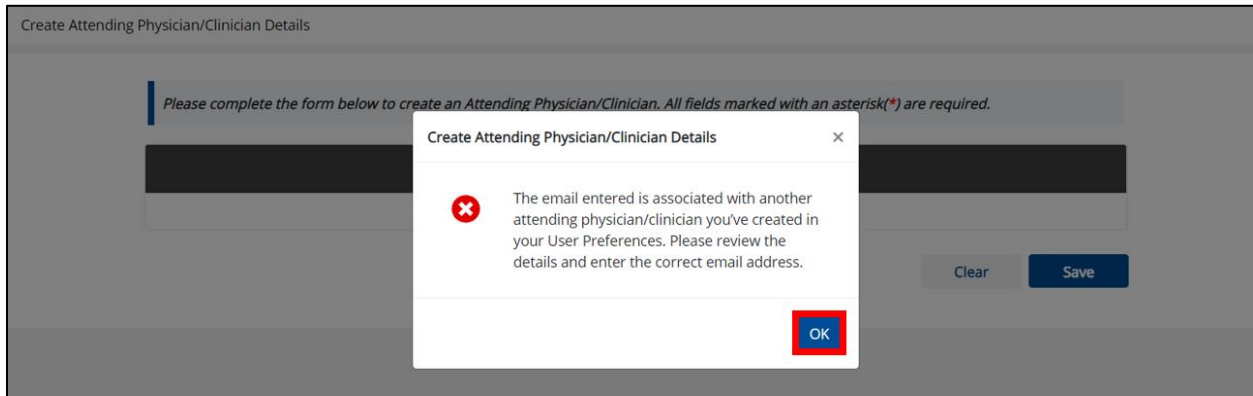 Create Attending Physician/Clinician Details
Please complete the form below to create an Attending Physician/Clinician. All fields marked with an asterisk(*) are required.
Create Attending Physician/Clinician Details ×
The email entered is associated with another
attending physician/clinician you've created in
your User Preferences. Please review the
details and enter the correct email address.
Clear Save
OK